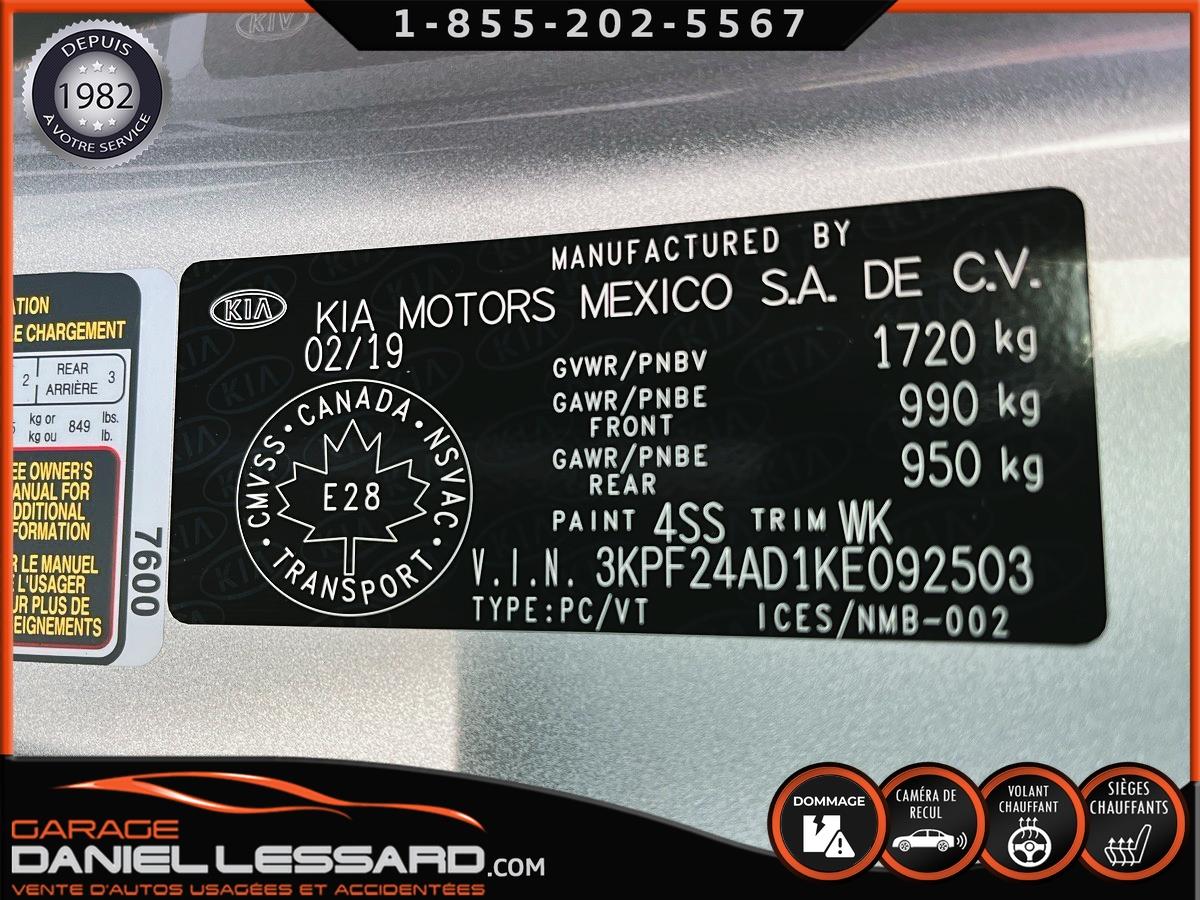 1-855-202-5567
DEPUIS
1982
À VOTRE SERVICE
MANUFACTURED BY
KIA KIA MOTORS MEXICO S.A. DE C.V.
02/19
GVWR/PNBV 1720 kg
GAWR/PNBE FRONT 990 kg
GAWR/PNBE REAR 950 kg
CANADA
CMVSS NSVAC
E28
TRANSPORT
PAINT 4SS TRIM WK
V.I.N. 3KPF24AD1KE092503
TYPE:PC/VT ICES/NMB-002
E CHARGEMENT
2 REAR ARRIÈRE 3
kg or 849 lbs.
kg ou lb.
OWNER'S
FOR
7600
LE MANUEL
L'USAGER
PLUS DE
DOMMAGE
CAMÉRA DE
RECUL
VOLANT
CHAUFFANT
SIÈGES
CHAUFFANTS
GARAGE
DANIEL LESSARD.COM
VENTE D'AUTOS USAGÉES ET ACCIDENTÉES